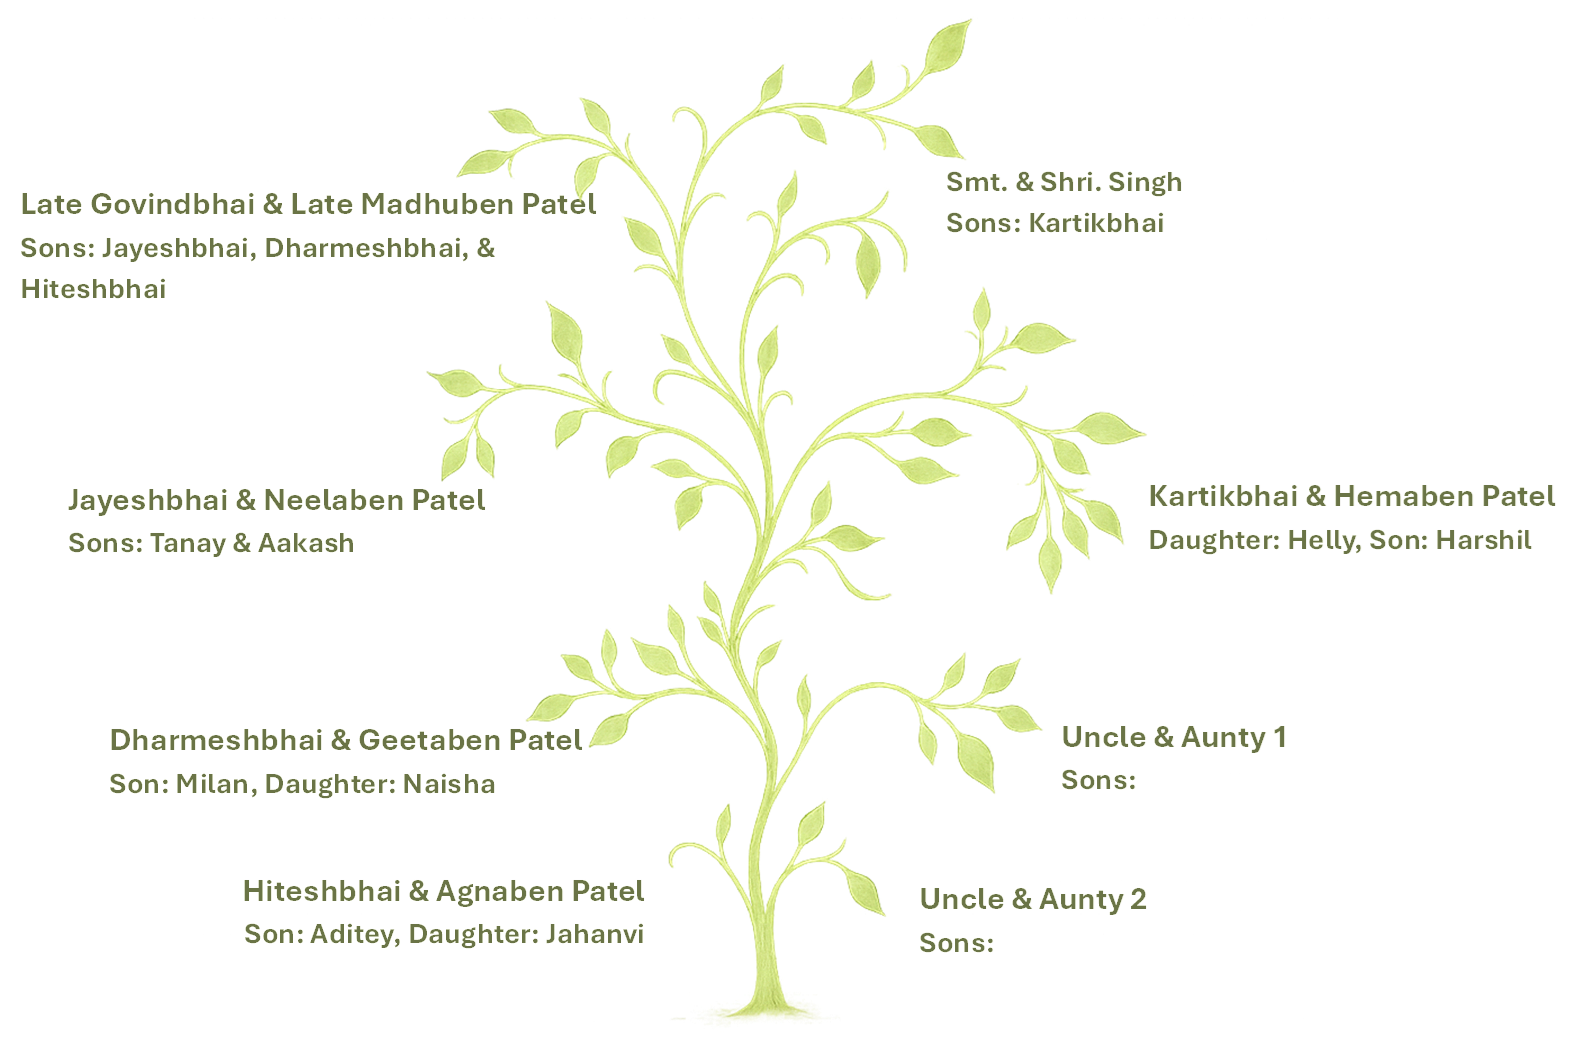 Late Govindbhai & Late Madhuben Patel
Sons: Jayeshbhai, Dharmeshbhai, &
Hiteshbhai
Smt. & Shri. Singh
Sons: Kartikbhai
Jayeshbhai & Neelaben Patel
Sons: Tanay & Aakash
Kartikbhai & Hemaben Patel
Daughter: Helly, Son: Harshil
Dharmeshbhai & Geetaben Patel
Son: Milan, Daughter: Naisha
Uncle & Aunty 1
Sons:
Hiteshbhai & Agnaben Patel
Son: Aditey, Daughter: Jahanvi
Uncle & Aunty 2
Sons: